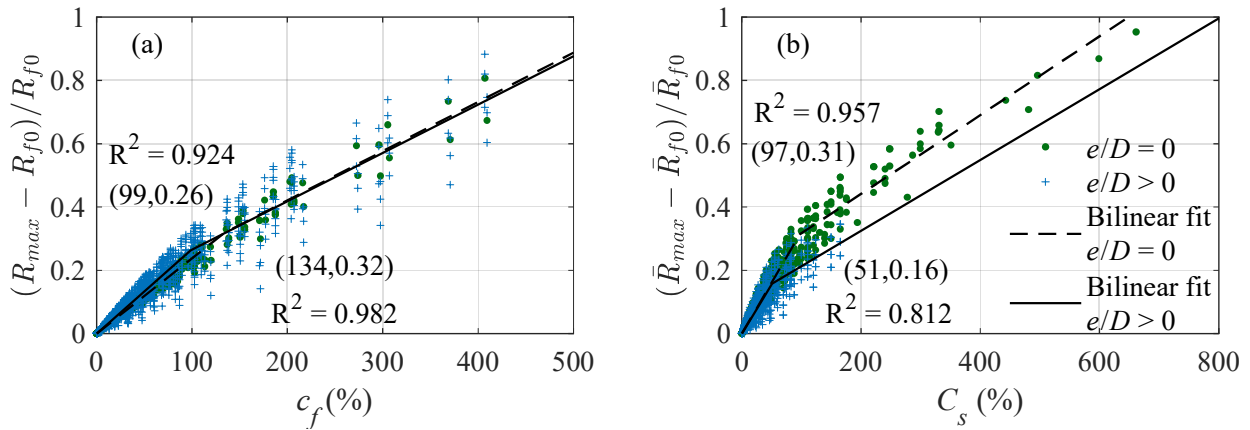 (a)
1
0.8
0.6
0.4
0.2
0
(R_max − R_f0)/R_f0
R² = 0.924
(99,0.26)
(134,0.32)
R² = 0.982
0 100 200 300 400 500
c_f (%)
(b)
1
0.8
0.6
0.4
0.2
0
(R̄_max − R̄_f0)/R̄_f0
R² = 0.957
(97,0.31)
(51,0.16)
R² = 0.812
e/D = 0
e/D > 0
Bilinear fit
e/D = 0
Bilinear fit
e/D > 0
0 200 400 600 800
C_s (%)